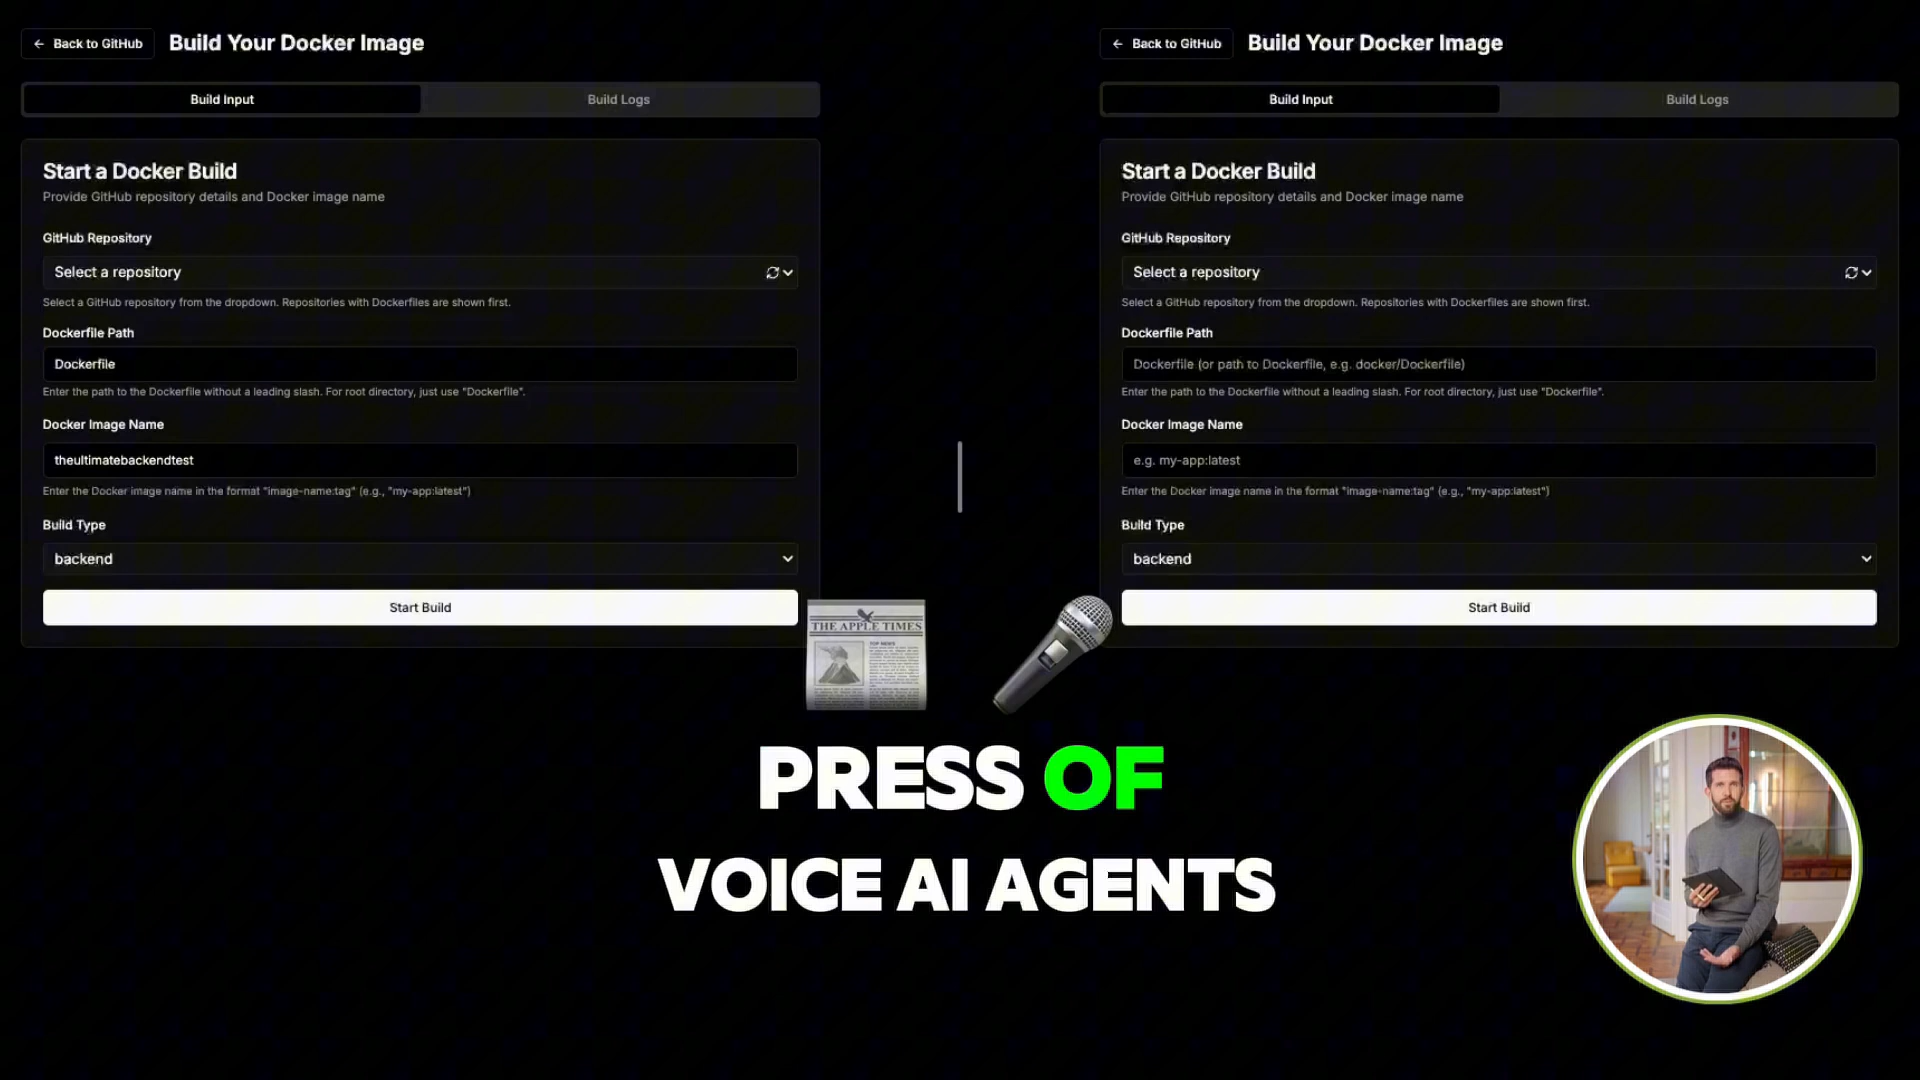 Back to GitHub
Build Your Docker Image
Build Input
Build Logs
Start a Docker Build
Provide GitHub repository details and Docker image name
GitHub Repository
Select a repository
Select a GitHub repository from the dropdown. Repositories with Dockerfiles are shown first.
Dockerfile Path
Dockerfile
Enter the path to the Dockerfile without a leading slash. For root directory, just use "Dockerfile".
Docker Image Name
theultimatebackendtest
Enter the Docker image name in the format "image-name:tag" (e.g., "my-app:latest")
Build Type
backend
Start Build
Back to GitHub
Build Your Docker Image
Build Input
Build Logs
Start a Docker Build
Provide GitHub repository details and Docker image name
GitHub Repository
Select a repository
Select a GitHub repository from the dropdown. Repositories with Dockerfiles are shown first.
Dockerfile Path
Dockerfile (or path to Dockerfile, e.g. docker/Dockerfile)
Enter the path to the Dockerfile without a leading slash. For root directory, just use "Dockerfile".
Docker Image Name
e.g. my-app:latest
Enter the Docker image name in the format "image-name:tag" (e.g., "my-app:latest")
Build Type
backend
Start Build
THE APPLE TIMES
TOP NEWS
PRESS OF
VOICE AI AGENTS